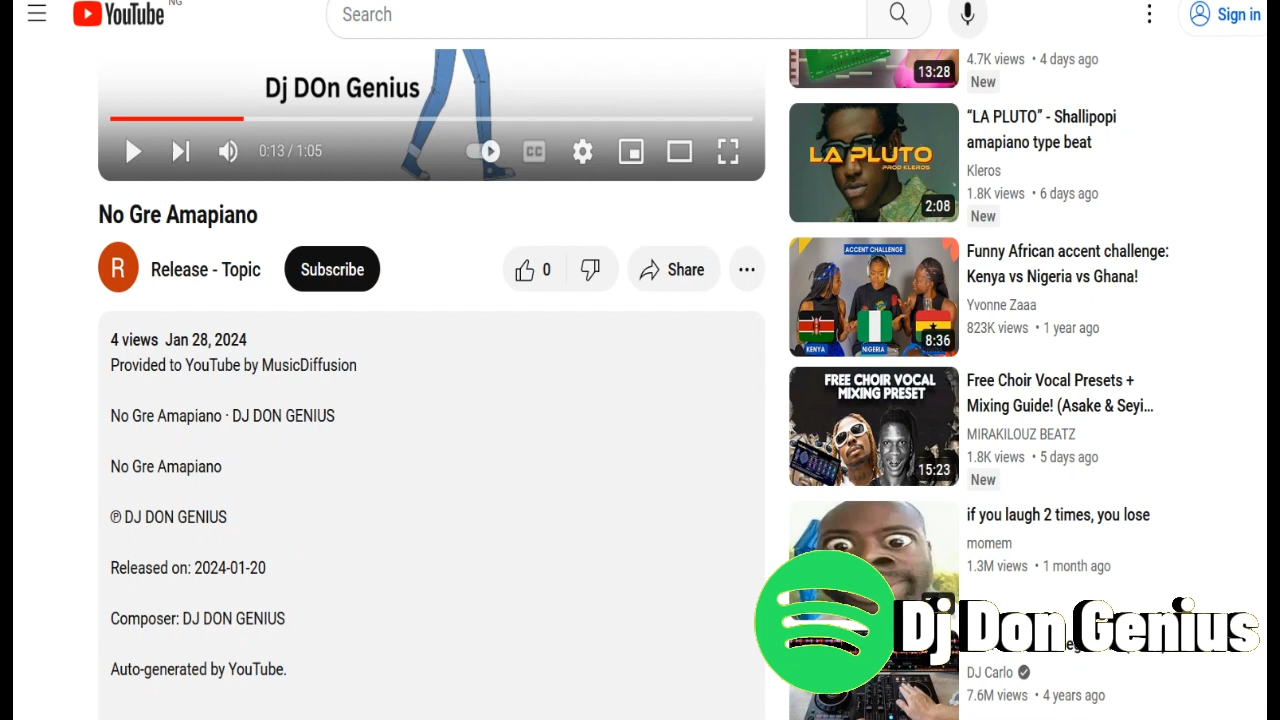 YouTube
NG
Search
Sign in
Dj DOn Genius
0:13 / 1:05
CC
No Gre Amapiano
R
Release - Topic
Subscribe
0
Share
4 views Jan 28, 2024
Provided to YouTube by MusicDiffusion
No Gre Amapiano · DJ DON GENIUS
No Gre Amapiano
℗ DJ DON GENIUS
Released on: 2024-01-20
Composer: DJ DON GENIUS
Auto-generated by YouTube.
13:28
4.7K views • 4 days ago
New
LA PLUTO
PROD KLEROS
2:08
“LA PLUTO” - Shallipopi
amapiano type beat
Kleros
1.8K views • 6 days ago
New
ACCENT CHALLENGE
KENYA
NIGERIA
8:36
Funny African accent challenge:
Kenya vs Nigeria vs Ghana!
Yvonne Zaaa
823K views • 1 year ago
FREE CHOIR VOCAL
MIXING PRESET
15:23
Free Choir Vocal Presets +
Mixing Guide! (Asake & Seyi...
MIRAKILOUZ BEATZ
1.8K views • 5 days ago
New
if you laugh 2 times, you lose
momem
1.3M views • 1 month ago
Dj Don Genius
DJ Carlo
7.6M views • 4 years ago